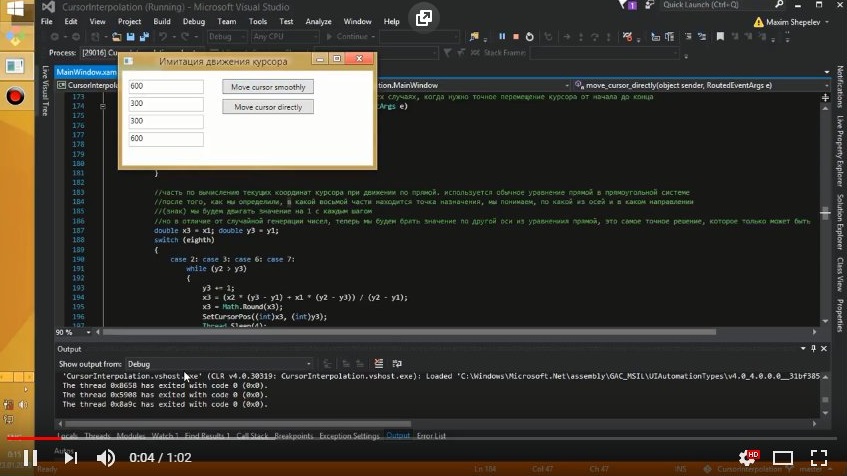 CursorInterpolation (Running) - Microsoft Visual Studio
Quick Launch (Ctrl+Q)
File Edit View Project Build Debug Team Tools Test Analyze Window Help
Maxim Shepelev
Debug Any CPU Continue
Process: [29016] Stack Frame:
Имитация движения курсора
MainWindow.xam
.MainWindow
move_cursor_directly(object sender, RoutedEventArgs e)
600
Move cursor smoothly
300
Move cursor directly
300
600
173 случаях, когда нужно точное перемещение курсора от начала до конца
174 Args e)
175
176
177
178
179
180
181 }
182
183 //часть по вычислению текущих координат курсора при движении по прямой. используется обычное уравнение прямой в прямоугольной системе
184 //после того, как мы определили, в какой восьмой части находится точка назначения, мы понимаем, по какой из осей и в каком направлении
185 //(знак) мы будем двигать значение на 1 с каждым шагом
186 //но в отличие от случайной генерации чисел, теперь мы будем брать значение по другой оси из уравнения прямой, это самое точное решение, которое только может быть
187 double x3 = x1; double y3 = y1;
188 switch (eighth)
189 {
190 case 2: case 3: case 6: case 7:
191 while (y2 > y3)
192 {
193 y3 += 1;
194 x3 = (x2 * (y3 - y1) + x1 * (y2 - y3)) / (y2 - y1);
195 x3 = Math.Round(x3);
196 SetCursorPos((int)x3, (int)y3);
197 Thread.Sleep(4);
90 %
Live Visual Tree
Notifications
Live Property Explorer
Solution Explorer
Class View
Properties
Output
Show output from: Debug
'CursorInterpolation.vshost.exe' (CLR v4.0.30319: CursorInterpolation.vshost.exe): Loaded 'C:\Windows\Microsoft.Net\assembly\GAC_MSIL\UIAutomationTypes\v4.0_4.0.0.0__31bf385
The thread 0x8658 has exited with code 0 (0x0).
The thread 0x5908 has exited with code 0 (0x0).
The thread 0x8a9c has exited with code 0 (0x0).
Locals Threads Modules Watch 1 Find Results 1 Call Stack Breakpoints Exception Settings Output Error List
Autos
Ready Ln 184 Col 47 Ch 47 INS CursorInterpolation master
0:04 / 1:02
HD